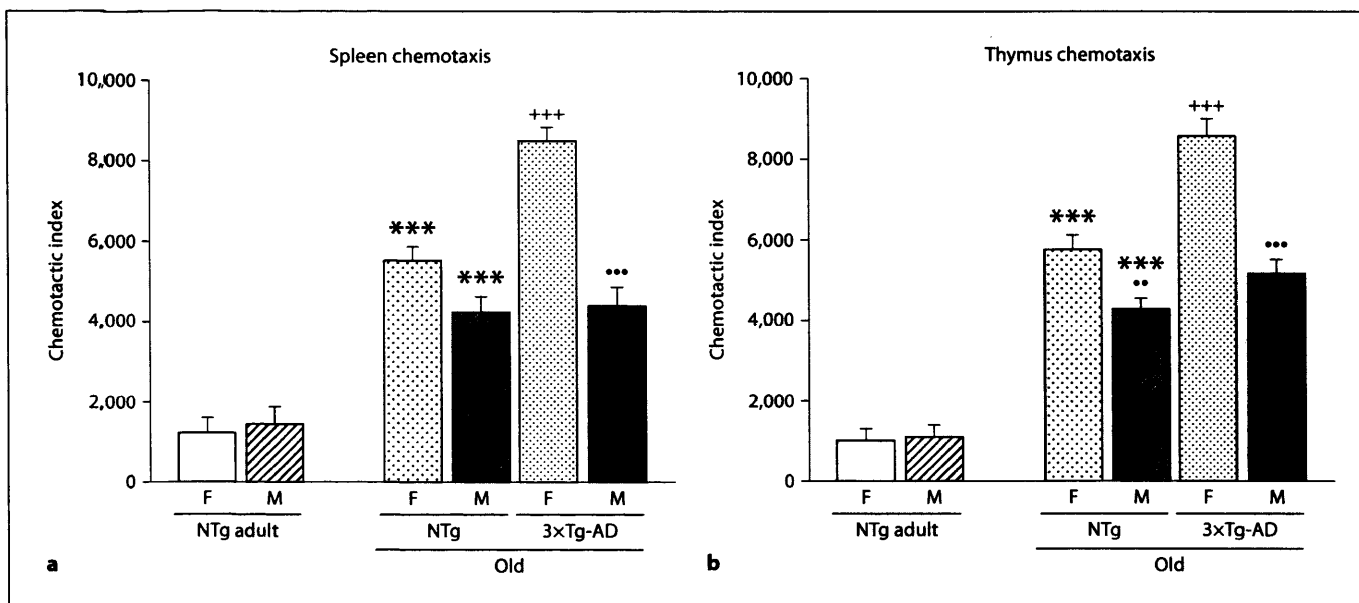 Spleen chemotaxis
10,000
8,000
6,000
4,000
2,000
0
Chemotactic index
***
***
+++
•••
F M F M F M
NTg adult NTg 3×Tg-AD
Old
a
Thymus chemotaxis
10,000
8,000
6,000
4,000
2,000
0
Chemotactic index
***
***
••
+++
•••
F M F M F M
NTg adult NTg 3×Tg-AD
Old
b